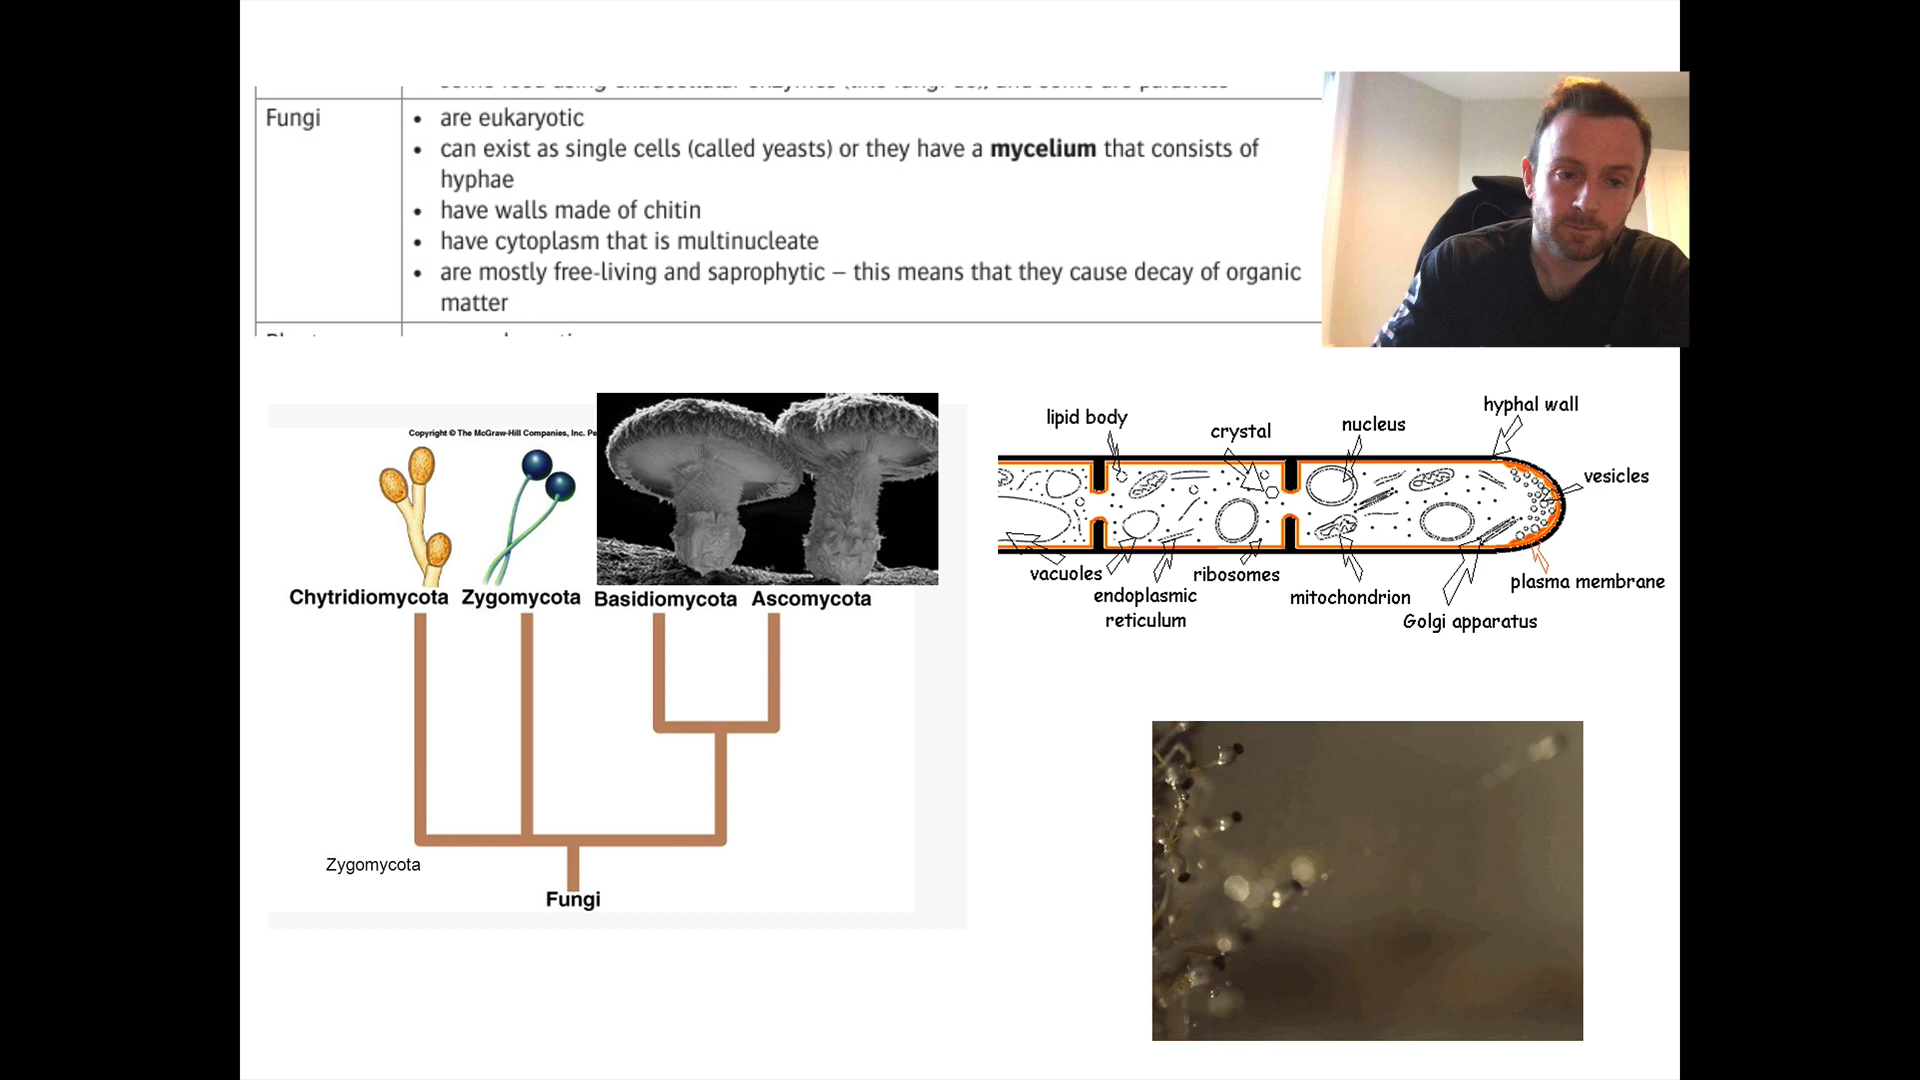 Fungi
• are eukaryotic
• can exist as single cells (called yeasts) or they have a mycelium that consists of
hyphae
• have walls made of chitin
• have cytoplasm that is multinucleate
• are mostly free-living and saprophytic – this means that they cause decay of organic
matter
Copyright © The McGraw-Hill Companies, Inc.
Chytridiomycota Zygomycota Basidiomycota Ascomycota
Zygomycota
Fungi
hyphal wall
lipid body
nucleus
crystal
vesicles
vacuoles
ribosomes
plasma membrane
endoplasmic
reticulum
mitochondrion
Golgi apparatus